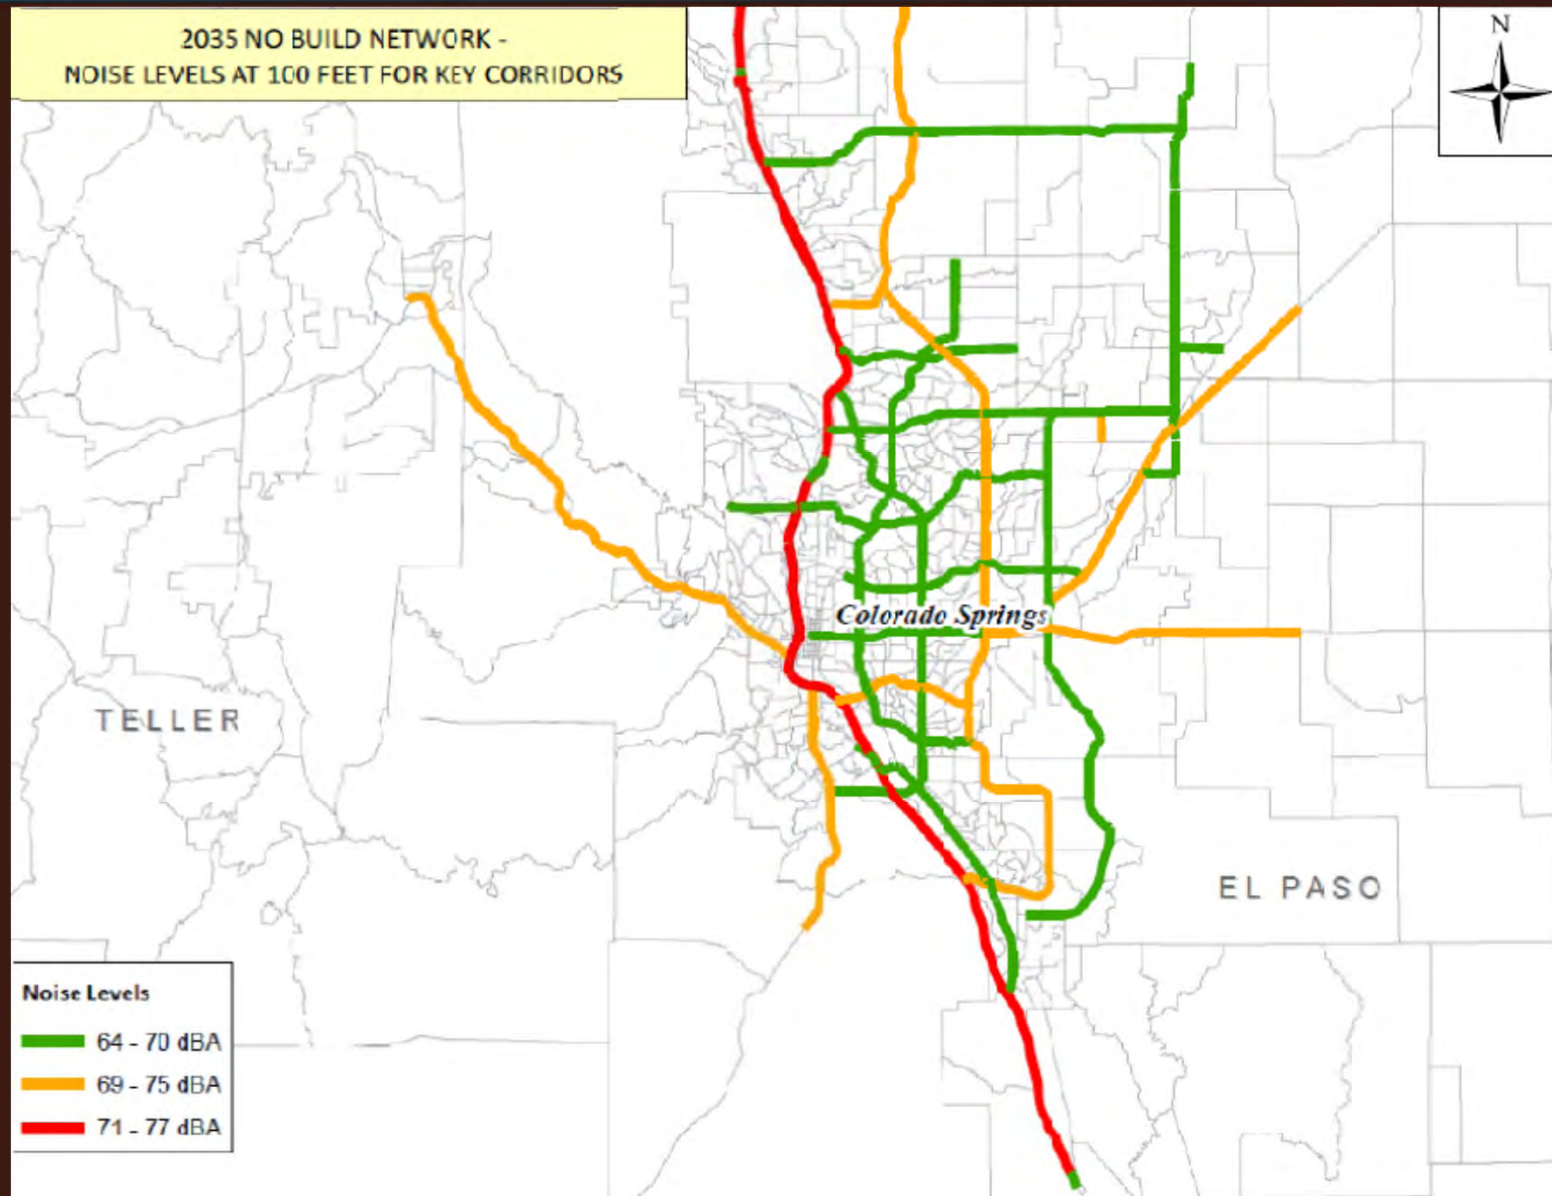 2035 NO BUILD NETWORK -
NOISE LEVELS AT 100 FEET FOR KEY CORRIDORS
N
Colorado Springs
TELLER
EL PASO
Noise Levels
64 - 70 dBA
69 - 75 dBA
71 - 77 dBA